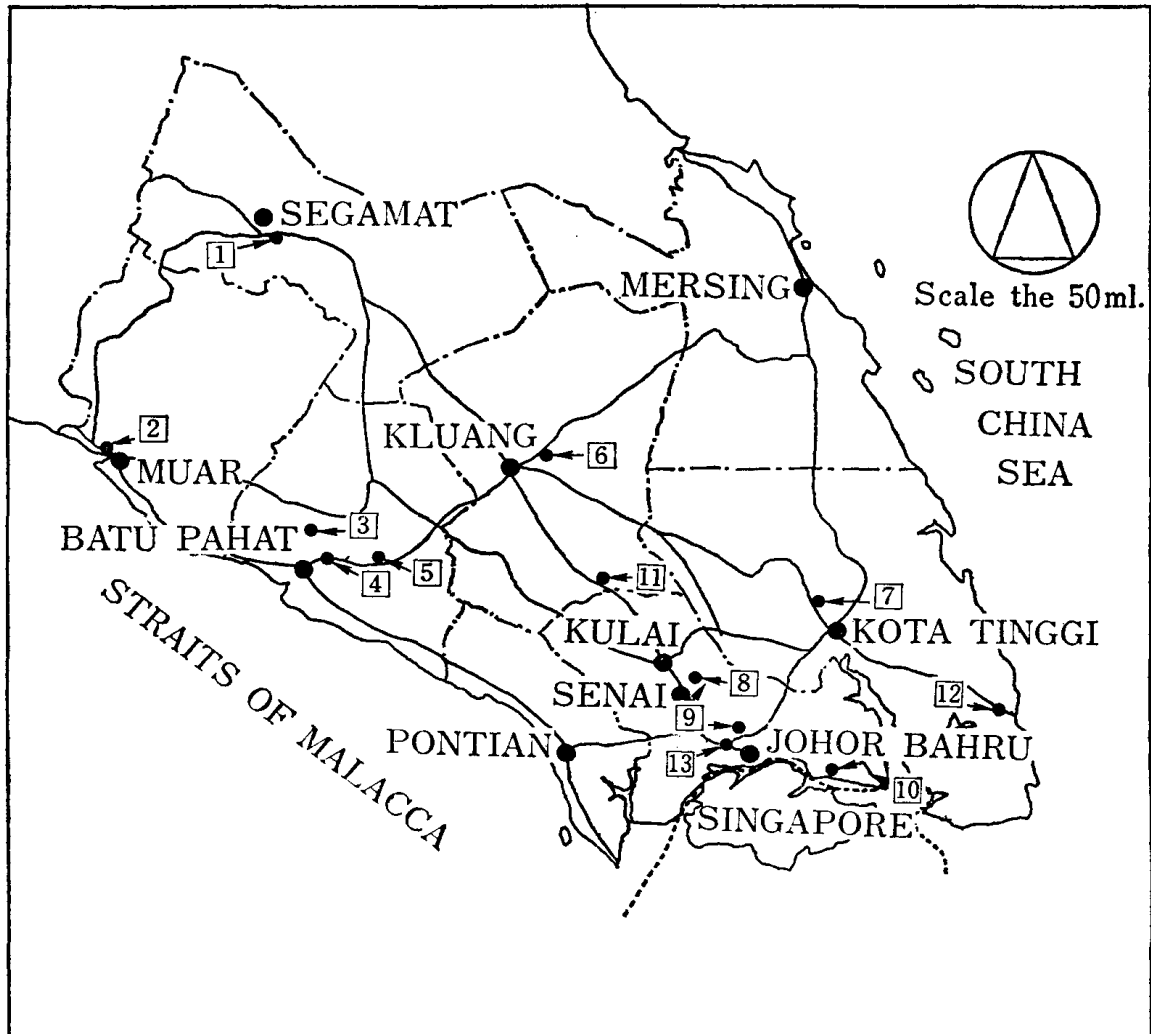 SEGAMAT
1
MERSING
Scale the 50ml.
SOUTH
CHINA
SEA
2
MUAR
KLUANG
6
3
BATU PAHAT
4
5
11
7
STRAITS OF MALACCA
KULAI
KOTA TINGGI
SENAI
8
12
9
PONTIAN
13
JOHOR BAHRU
10
SINGAPORE